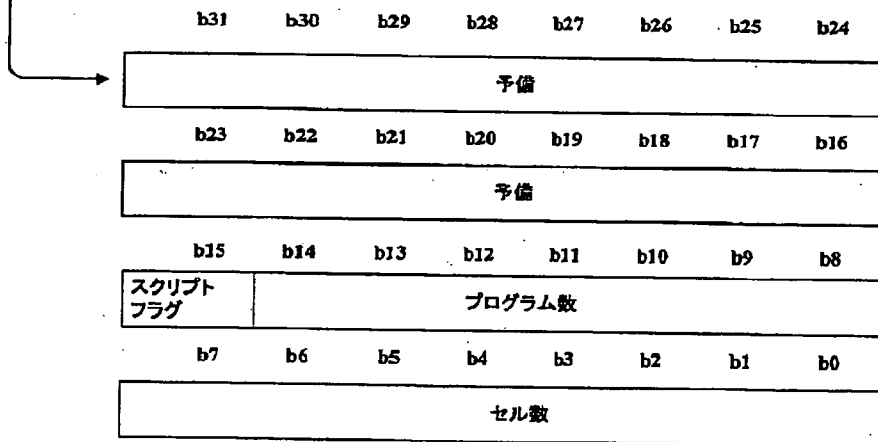 b31 b30 b29 b28 b27 b26 b25 b24
予備
b23 b22 b21 b20 b19 b18 b17 b16
予備
b15 b14 b13 b12 b11 b10 b9 b8
スクリプト
フラグ
プログラム数
b7 b6 b5 b4 b3 b2 b1 b0
セル数